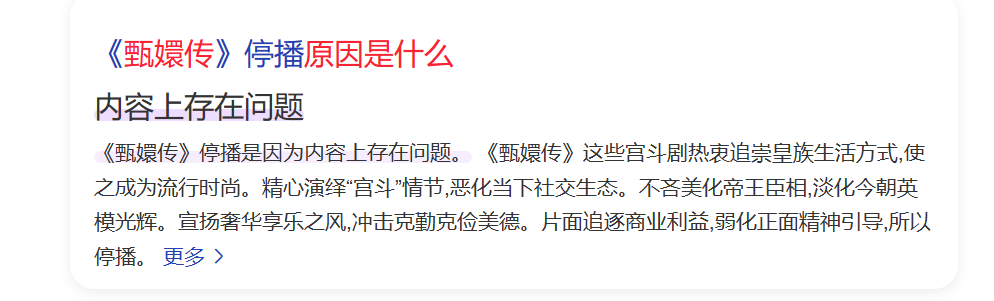 《甄嬛传》停播原因是什么
内容上存在问题
《甄嬛传》停播是因为内容上存在问题。 《甄嬛传》这些宫斗剧热衷追崇皇族生活方式,使
之成为流行时尚。精心演绎“宫斗”情节,恶化当下社交生态。不吝美化帝王臣相,淡化今朝英
模光辉。宣扬奢华享乐之风,冲击克勤克俭美德。片面追逐商业利益,弱化正面精神引导,所以
停播。 更多 >